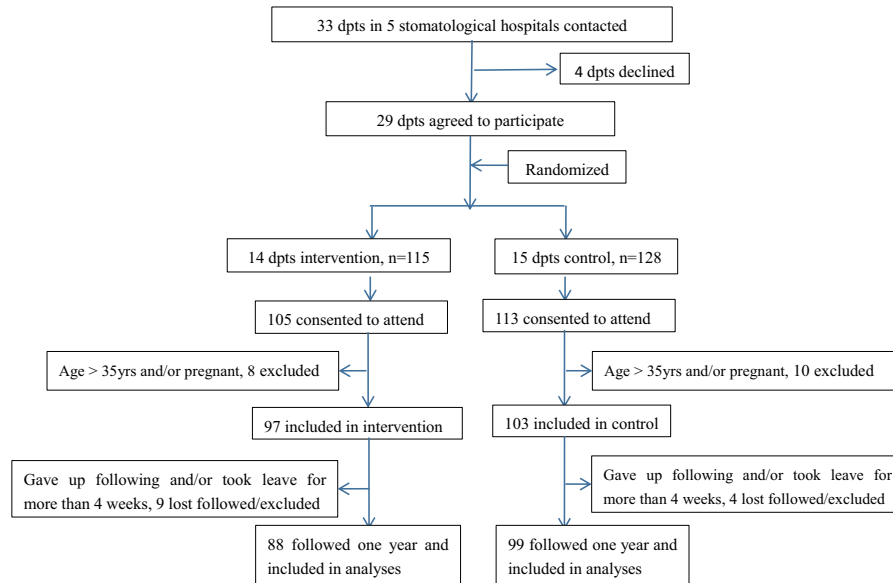 33 dpts in 5 stomatological hospitals contacted
4 dpts declined
29 dpts agreed to participate
Randomized
14 dpts intervention, n=115
15 dpts control, n=128
105 consented to attend
113 consented to attend
Age > 35yrs and/or pregnant, 8 excluded
Age > 35yrs and/or pregnant, 10 excluded
97 included in intervention
103 included in control
Gave up following and/or took leave for
more than 4 weeks, 9 lost followed/excluded
Gave up following and/or took leave for
more than 4 weeks, 4 lost followed/excluded
88 followed one year and
included in analyses
99 followed one year and
included in analyses